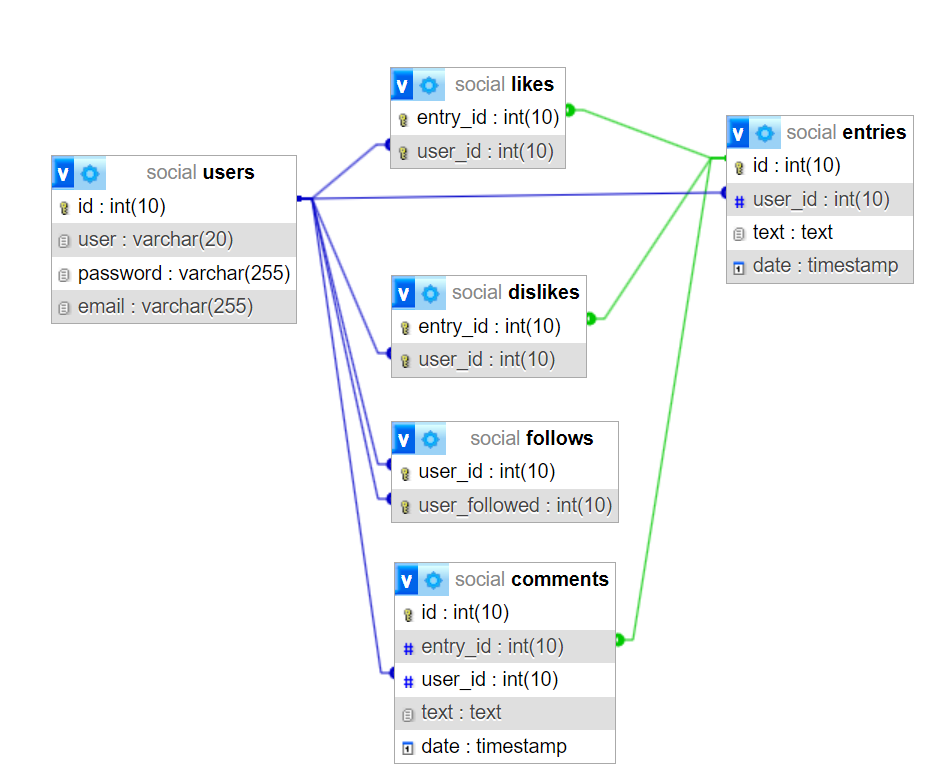 v social likes
entry_id : int(10)
user_id : int(10)
v social entries
id : int(10)
# user_id : int(10)
text : text
1 date : timestamp
v social users
id : int(10)
user : varchar(20)
password : varchar(255)
email : varchar(255)
v social dislikes
entry_id : int(10)
user_id : int(10)
v social follows
user_id : int(10)
user_followed : int(10)
v social comments
id : int(10)
# entry_id : int(10)
# user_id : int(10)
text : text
1 date : timestamp